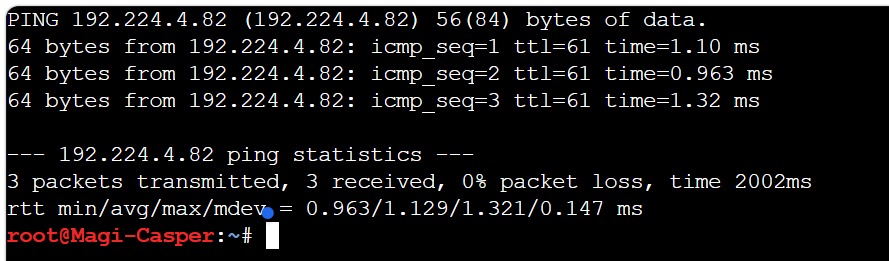 PING 192.224.4.82 (192.224.4.82) 56(84) bytes of data.
64 bytes from 192.224.4.82: icmp_seq=1 ttl=61 time=1.10 ms
64 bytes from 192.224.4.82: icmp_seq=2 ttl=61 time=0.963 ms
64 bytes from 192.224.4.82: icmp_seq=3 ttl=61 time=1.32 ms
--- 192.224.4.82 ping statistics ---
3 packets transmitted, 3 received, 0% packet loss, time 2002ms
rtt min/avg/max/mdev = 0.963/1.129/1.321/0.147 ms
root@Magi-Casper:~#